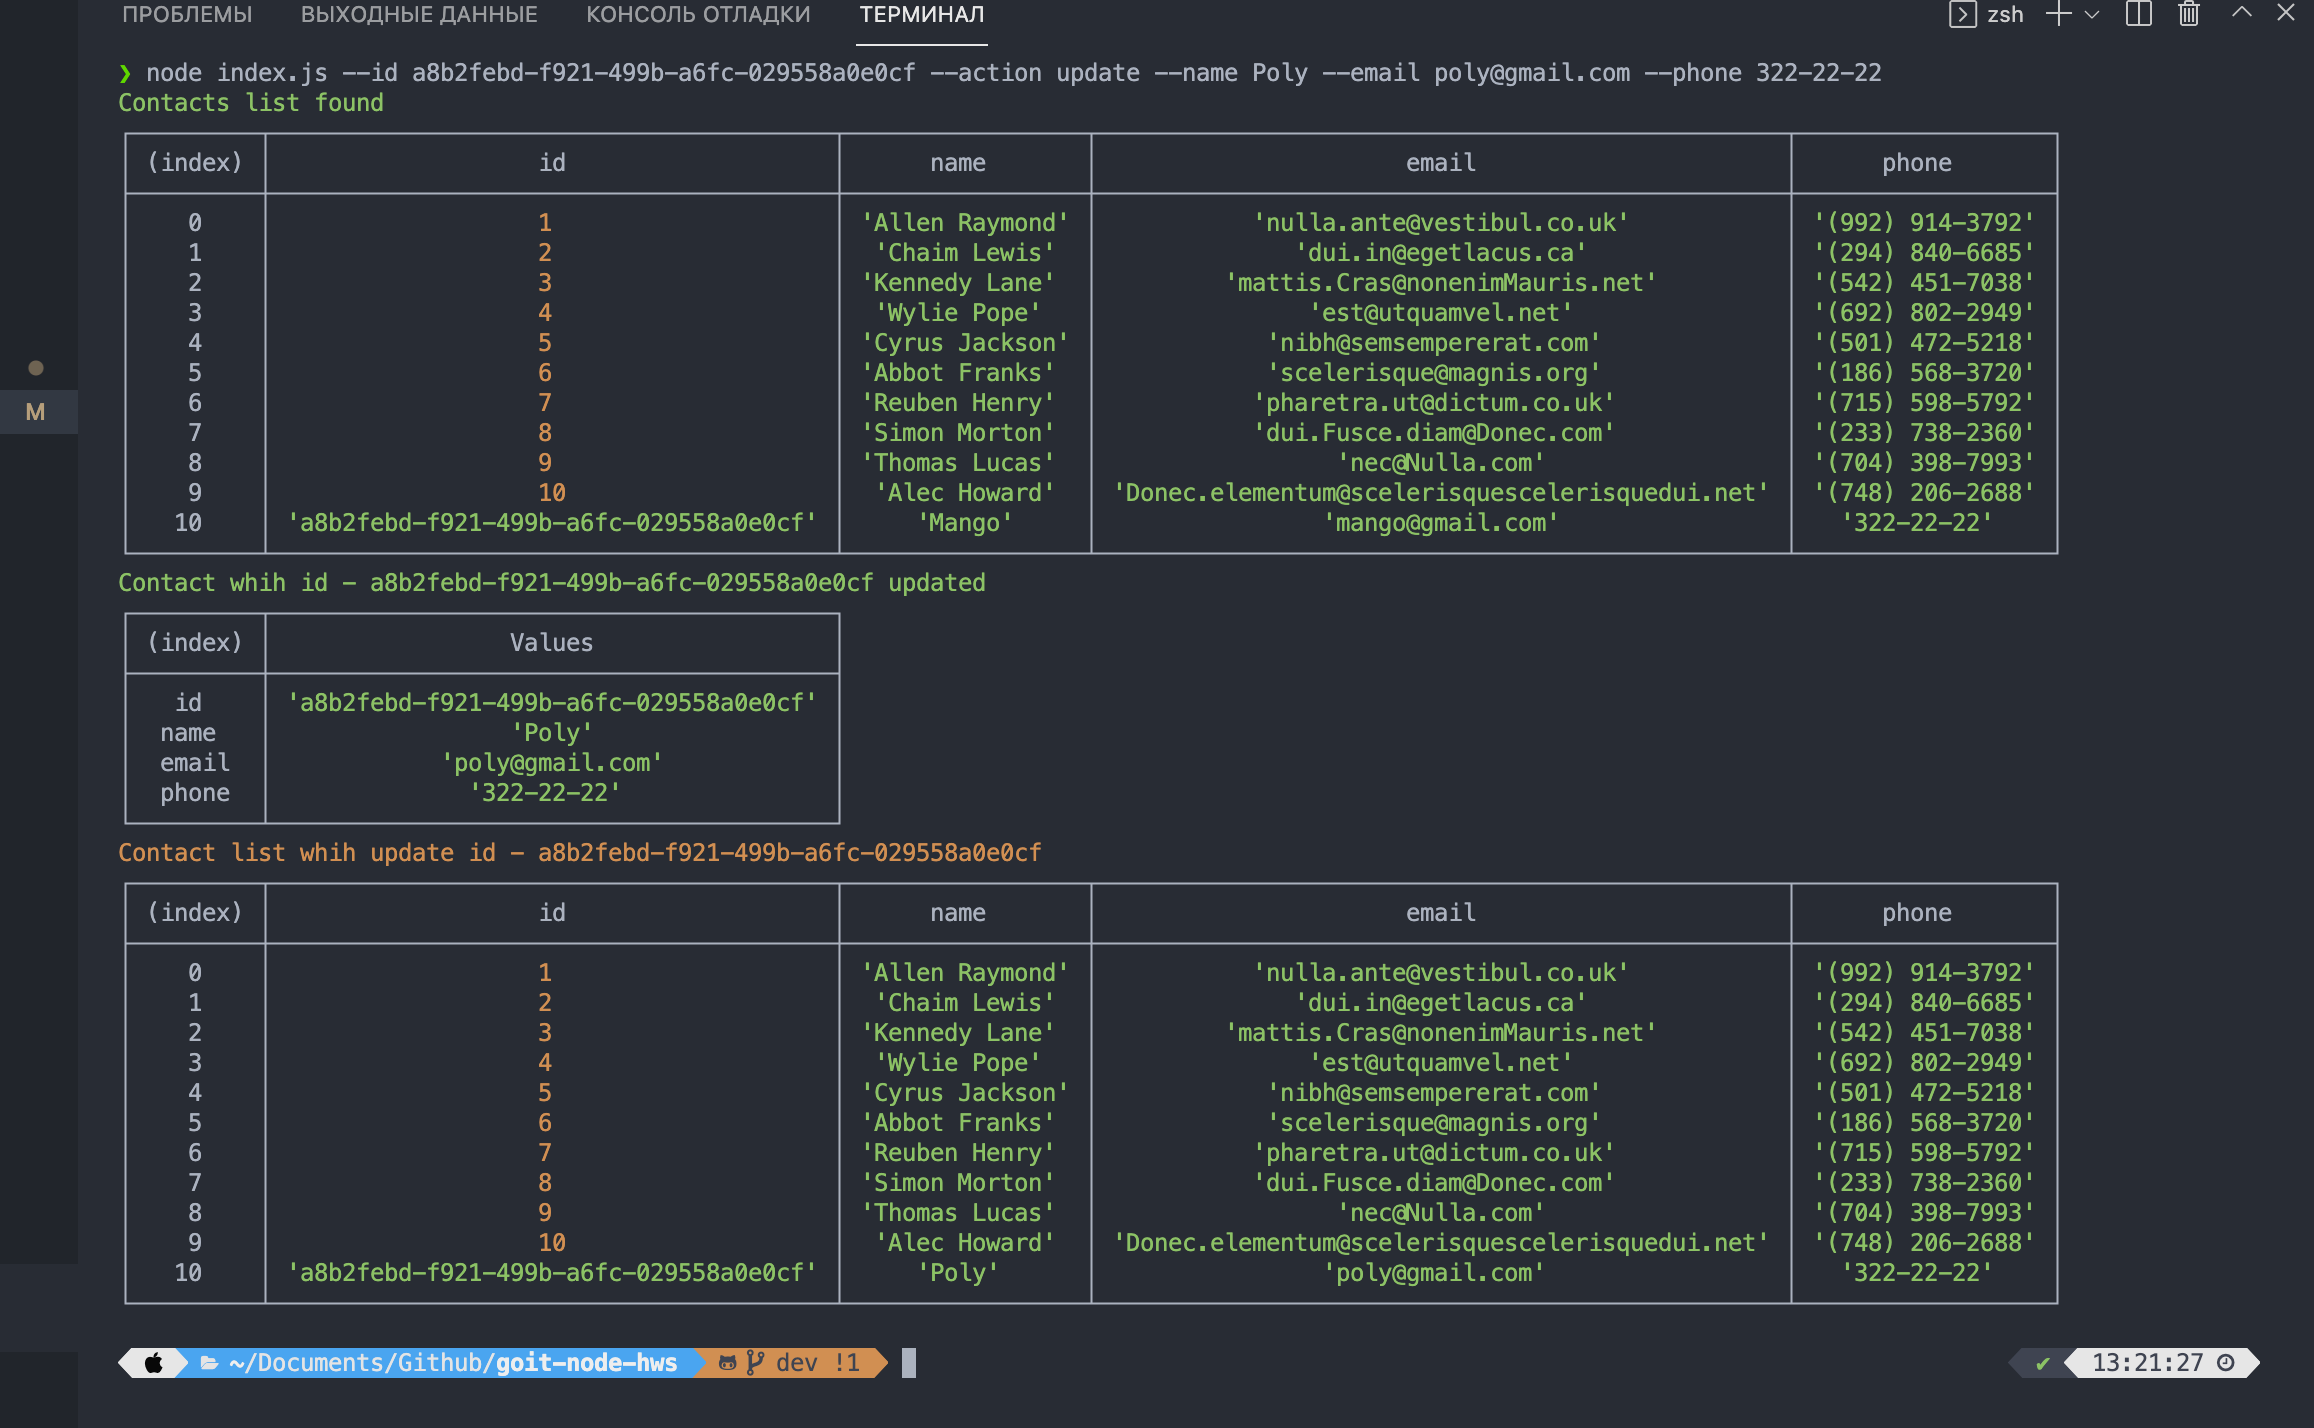 ПРОБЛЕМЫ ВЫХОДНЫЕ ДАННЫЕ КОНСОЛЬ ОТЛАДКИ ТЕРМИНАЛ zsh
❯ node index.js --id a8b2febd-f921-499b-a6fc-029558a0e0cf --action update --name Poly --email poly@gmail.com --phone 322-22-22
Contacts list found
(index) id name email phone
0 1 'Allen Raymond' 'nulla.ante@vestibul.co.uk' '(992) 914-3792'
1 2 'Chaim Lewis' 'dui.in@egetlacus.ca' '(294) 840-6685'
2 3 'Kennedy Lane' 'mattis.Cras@nonenimMauris.net' '(542) 451-7038'
3 4 'Wylie Pope' 'est@utquamvel.net' '(692) 802-2949'
4 5 'Cyrus Jackson' 'nibh@semsempererat.com' '(501) 472-5218'
5 6 'Abbot Franks' 'scelerisque@magnis.org' '(186) 568-3720'
M
6 7 'Reuben Henry' 'pharetra.ut@dictum.co.uk' '(715) 598-5792'
7 8 'Simon Morton' 'dui.Fusce.diam@Donec.com' '(233) 738-2360'
8 9 'Thomas Lucas' 'nec@Nulla.com' '(704) 398-7993'
9 10 'Alec Howard' 'Donec.elementum@scelerisquescelerisquedui.net' '(748) 206-2688'
10 'a8b2febd-f921-499b-a6fc-029558a0e0cf' 'Mango' 'mango@gmail.com' '322-22-22'
Contact whih id - a8b2febd-f921-499b-a6fc-029558a0e0cf updated
(index) Values
id 'a8b2febd-f921-499b-a6fc-029558a0e0cf'
name 'Poly'
email 'poly@gmail.com'
phone '322-22-22'
Contact list whih update id - a8b2febd-f921-499b-a6fc-029558a0e0cf
(index) id name email phone
0 1 'Allen Raymond' 'nulla.ante@vestibul.co.uk' '(992) 914-3792'
1 2 'Chaim Lewis' 'dui.in@egetlacus.ca' '(294) 840-6685'
2 3 'Kennedy Lane' 'mattis.Cras@nonenimMauris.net' '(542) 451-7038'
3 4 'Wylie Pope' 'est@utquamvel.net' '(692) 802-2949'
4 5 'Cyrus Jackson' 'nibh@semsempererat.com' '(501) 472-5218'
5 6 'Abbot Franks' 'scelerisque@magnis.org' '(186) 568-3720'
6 7 'Reuben Henry' 'pharetra.ut@dictum.co.uk' '(715) 598-5792'
7 8 'Simon Morton' 'dui.Fusce.diam@Donec.com' '(233) 738-2360'
8 9 'Thomas Lucas' 'nec@Nulla.com' '(704) 398-7993'
9 10 'Alec Howard' 'Donec.elementum@scelerisquescelerisquedui.net' '(748) 206-2688'
10 'a8b2febd-f921-499b-a6fc-029558a0e0cf' 'Poly' 'poly@gmail.com' '322-22-22'
~/Documents/Github/goit-node-hws dev !1 ✔ 13:21:27